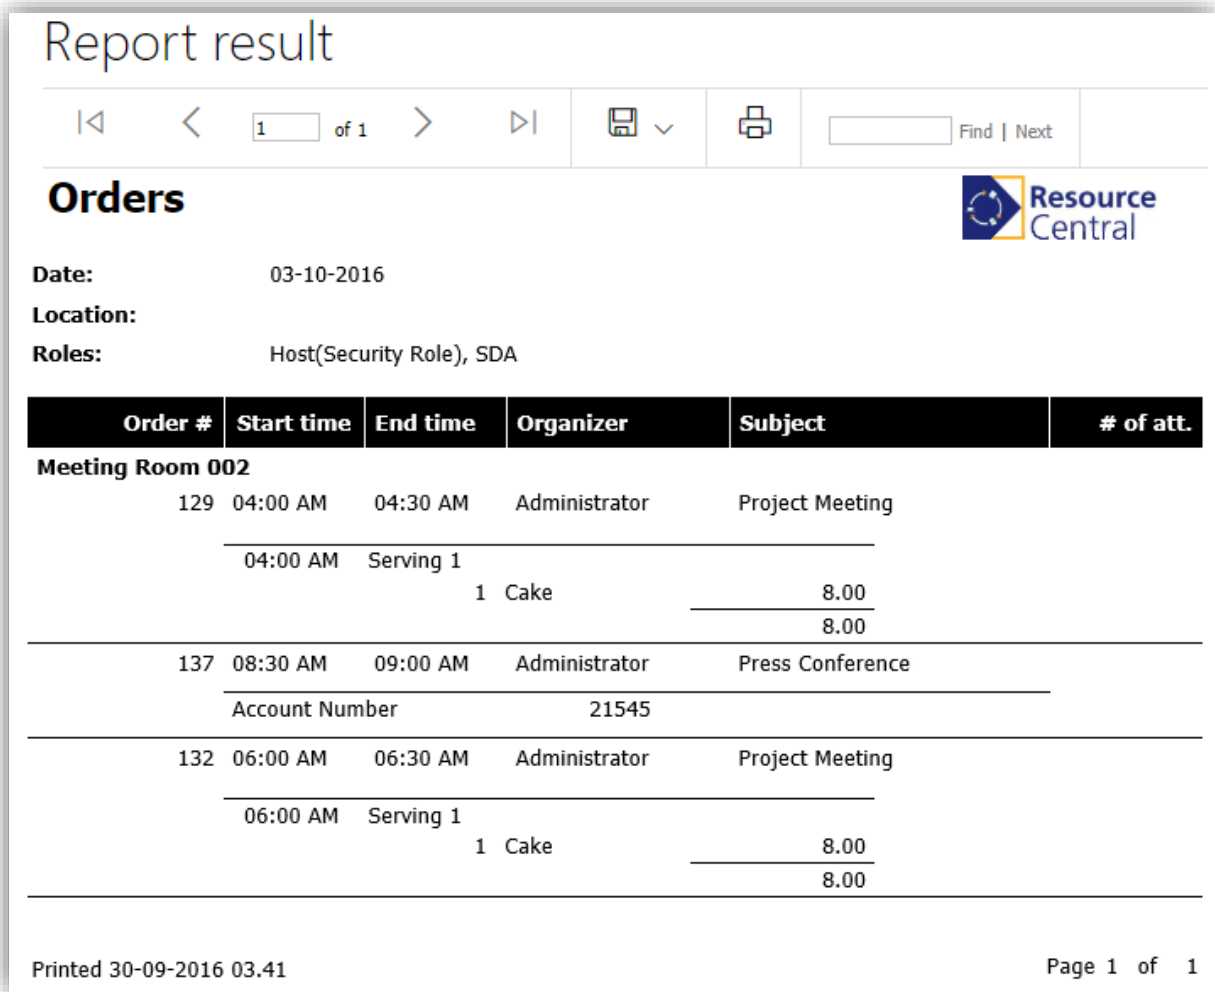 Report result
1 of 1 Find | Next
Orders
Resource
Central
Date: 03-10-2016
Location:
Roles: Host(Security Role), SDA
Order # Start time End time Organizer Subject # of att.
Meeting Room 002
129 04:00 AM 04:30 AM Administrator Project Meeting
04:00 AM Serving 1
1 Cake 8.00
8.00
137 08:30 AM 09:00 AM Administrator Press Conference
Account Number 21545
132 06:00 AM 06:30 AM Administrator Project Meeting
06:00 AM Serving 1
1 Cake 8.00
8.00
Printed 30-09-2016 03.41 Page 1 of 1